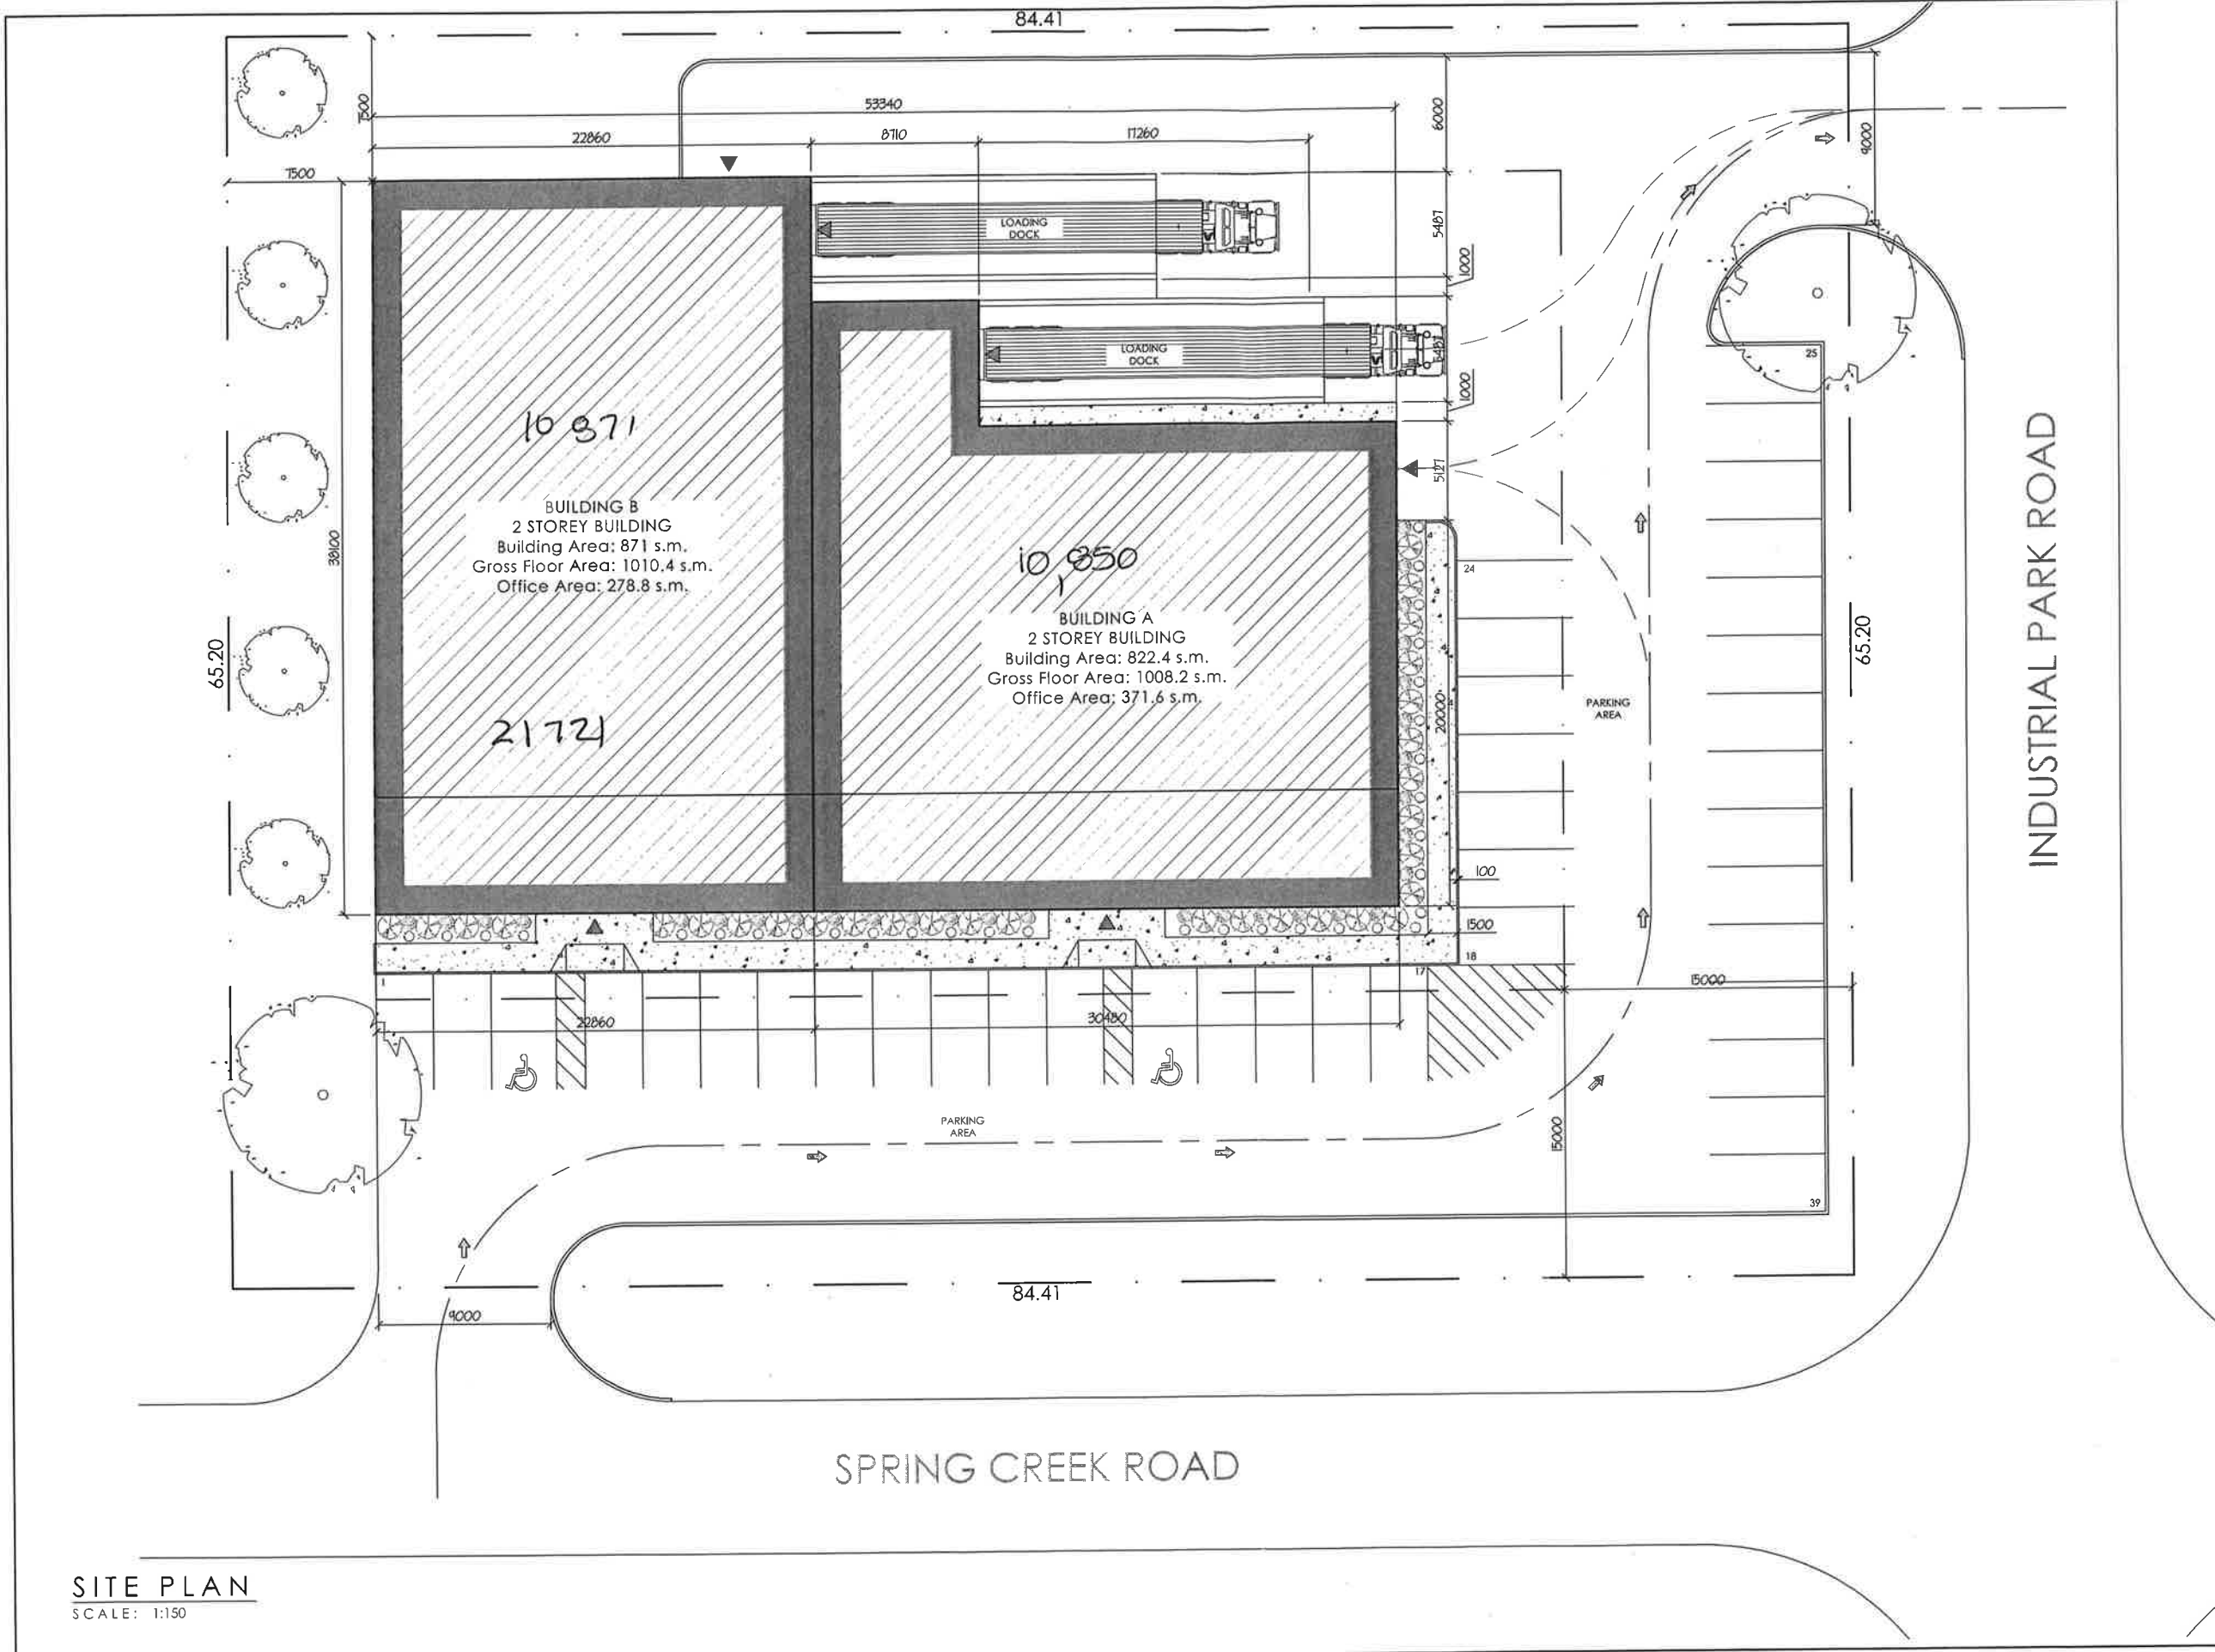 84.41
53340
22860
8710
17260
7500
7500
6000
9000
LOADING
DOCK
5487
1000
LOADING
DOCK
5487
1000
25
5127
10 871
BUILDING B
2 STOREY BUILDING
Building Area: 871 s.m.
Gross Floor Area: 1010.4 s.m.
Office Area: 278.8 s.m.
21721
38100
65.20
10,850
BUILDING A
2 STOREY BUILDING
Building Area: 822.4 s.m.
Gross Floor Area: 1008.2 s.m.
Office Area: 371.6 s.m.
24
20000
PARKING
AREA
65.20
INDUSTRIAL PARK ROAD
100
1500
18
17
1
22860
30480
15000
PARKING
AREA
15000
39
9000
84.41
SPRING CREEK ROAD
SITE PLAN
SCALE: 1:150